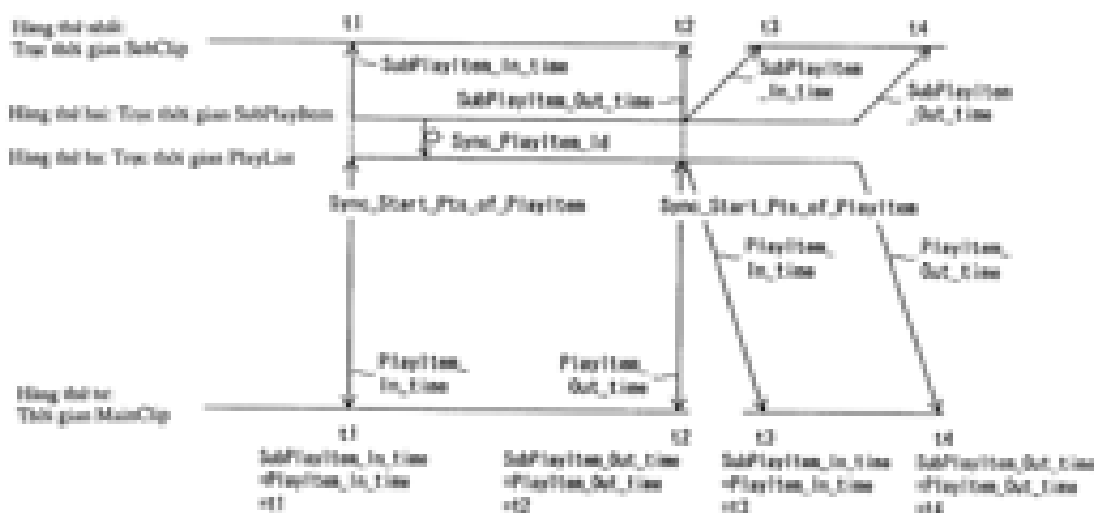 Hàng thứ nhất:
Trục thời gian SubClip
t1
t2
t3
t4
SubPlayItem_In_time
SubPlayItem_Out_time
SubPlayItem
_In_time
SubPlayItem
_Out_time
Hàng thứ hai: Trục thời gian SubPlayItem
Sync_PlayItem_Id
Hàng thứ ba: Trục thời gian PlayList
Sync_Start_Pts_of_PlayItem
Sync_Start_Pts_of_PlayItem
PlayItem_
In_time
PlayItem_
Out_time
PlayItem_
In_time
PlayItem_
Out_time
Hàng thứ tư:
Thời gian MainClip
t1
t2
t3
t4
SubPlayItem_In_time
=PlayItem_In_time
=t1
SubPlayItem_Out_time
=PlayItem_Out_time
=t2
SubPlayItem_In_time
=PlayItem_In_time
=t3
SubPlayItem_Out_time
=PlayItem_Out_time
=t4